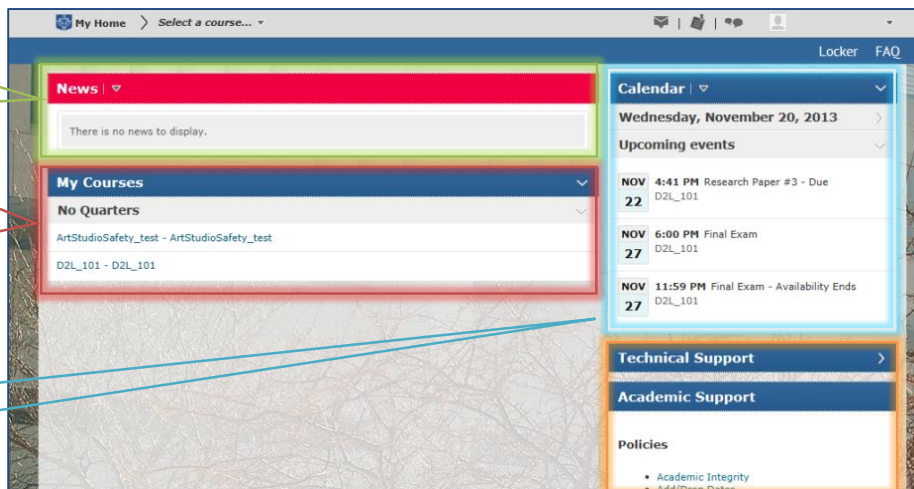 My Home > Select a course...
Locker FAQ
News
There is no news to display.
My Courses
No Quarters
ArtStudioSafety_test - ArtStudioSafety_test
D2L_101 - D2L_101
Calendar
Wednesday, November 20, 2013
Upcoming events
NOV 22
4:41 PM Research Paper #3 - Due
D2L_101
NOV 27
6:00 PM Final Exam
D2L_101
NOV 27
11:59 PM Final Exam - Availability Ends
D2L_101
Technical Support
Academic Support
Policies
• Academic Integrity
• Add/Drop Dates